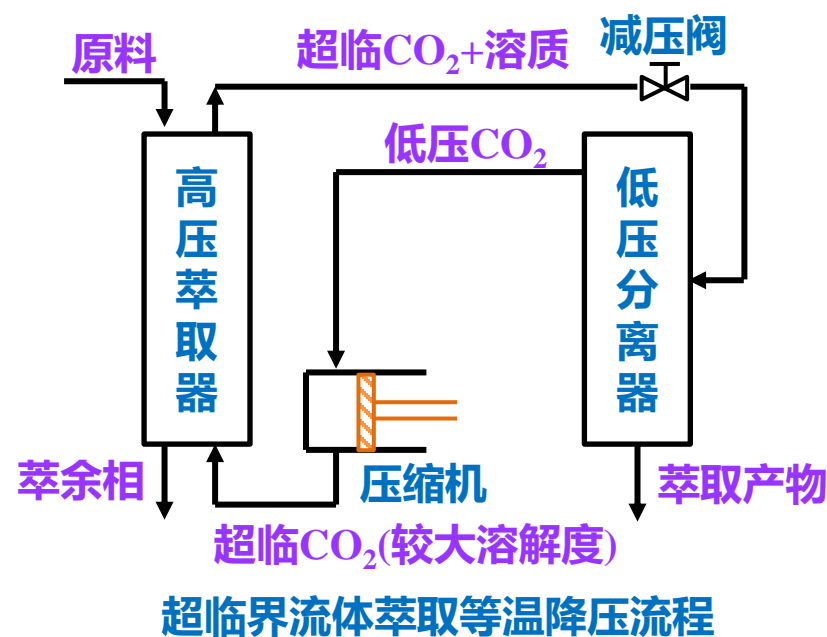 原料
超临CO₂+溶质
减压阀
低压CO₂
高压萃取器
低压分离器
萃余相
压缩机
萃取产物
超临CO₂(较大溶解度)
超临界流体萃取等温降压流程